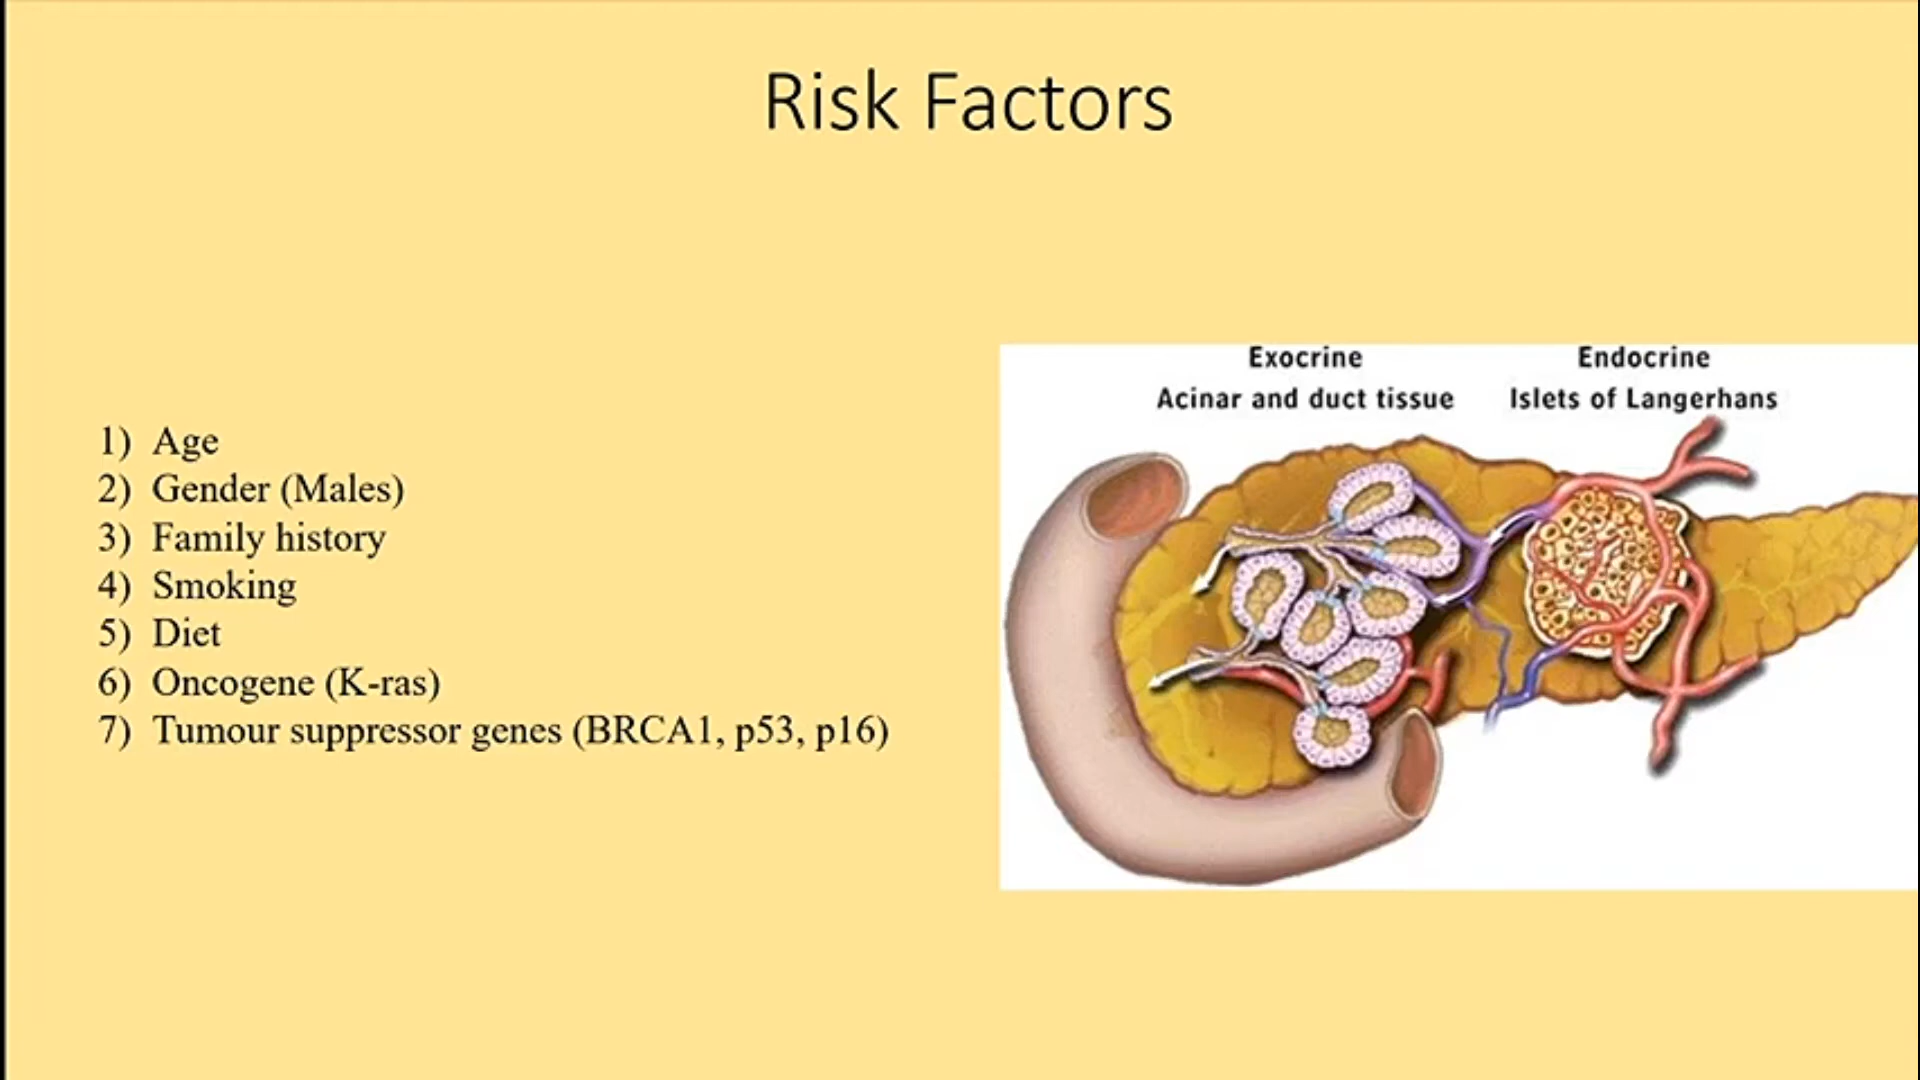 Risk Factors
1) Age
2) Gender (Males)
3) Family history
4) Smoking
5) Diet
6) Oncogene (K-ras)
7) Tumour suppressor genes (BRCA1, p53, p16)
Exocrine
Acinar and duct tissue
Endocrine
Islets of Langerhans